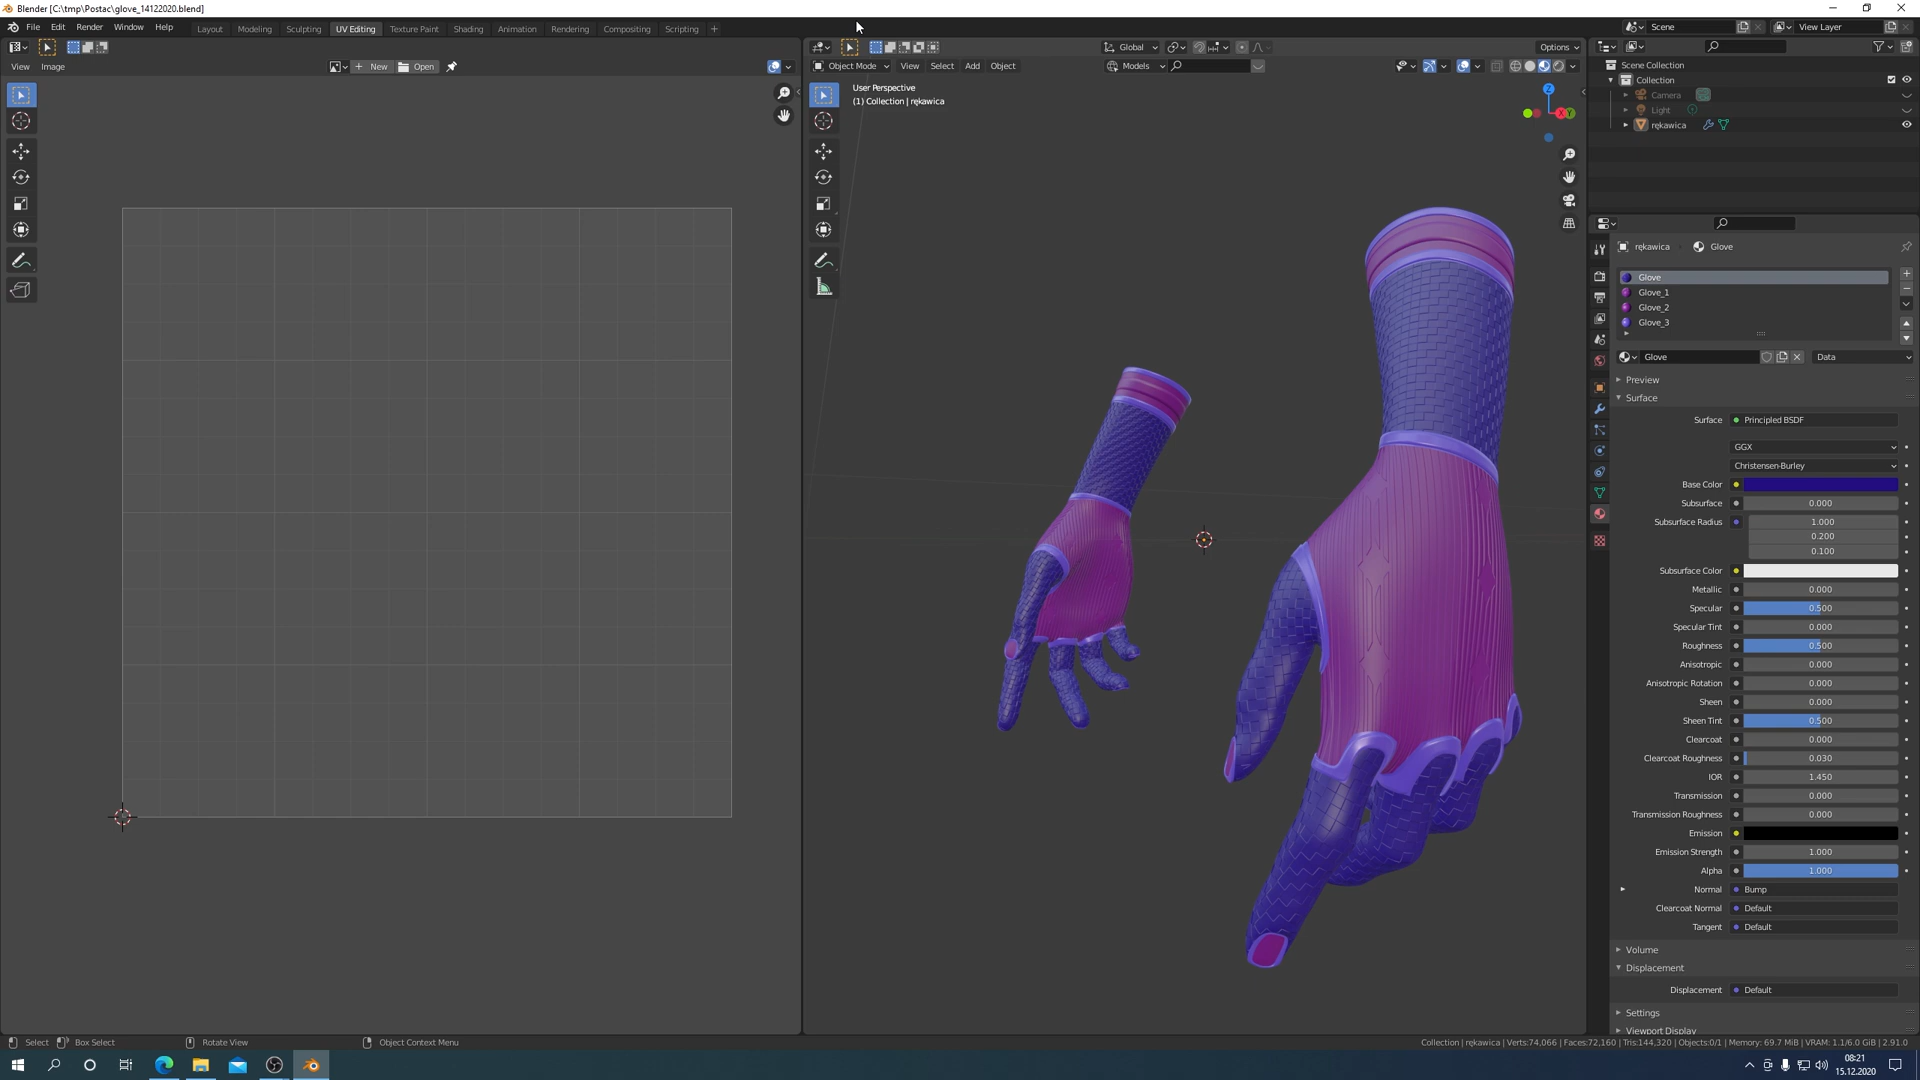 Blender [C:\tmp\Postac\glove_14122020.blend]
File Edit Render Window Help
Layout Modeling Sculpting UV Editing Texture Paint Shading Animation Rendering Compositing Scripting +
Scene
View Layer
Global
Options
View Image
New
Open
Object Mode View Select Add Object
Models
User Perspective
(1) Collection | rękawica
Z
X
Y
Scene Collection
Collection
Camera
Light
rękawica
rękawica
Glove
Glove
Glove_1
Glove_2
Glove_3
Glove
Data
Preview
Surface
Surface Principled BSDF
GGX
Christensen-Burley
Base Color
Subsurface 0.000
Subsurface Radius 1.000
0.200
0.100
Subsurface Color
Metallic 0.000
Specular 0.500
Specular Tint 0.000
Roughness 0.500
Anisotropic 0.000
Anisotropic Rotation 0.000
Sheen 0.000
Sheen Tint 0.500
Clearcoat 0.000
Clearcoat Roughness 0.030
IOR 1.450
Transmission 0.000
Transmission Roughness 0.000
Emission
Emission Strength 1.000
Alpha 1.000
Normal Bump
Clearcoat Normal Default
Tangent Default
Volume
Displacement
Displacement Default
Settings
Viewport Display
Select Box Select Rotate View Object Context Menu
Collection | rękawica | Verts:74,066 | Faces:72,160 | Tris:144,320 | Objects:0/1 | Memory: 69.7 MiB | VRAM: 1.1/6.0 GiB | 2.91.0
08:21
15.12.2020